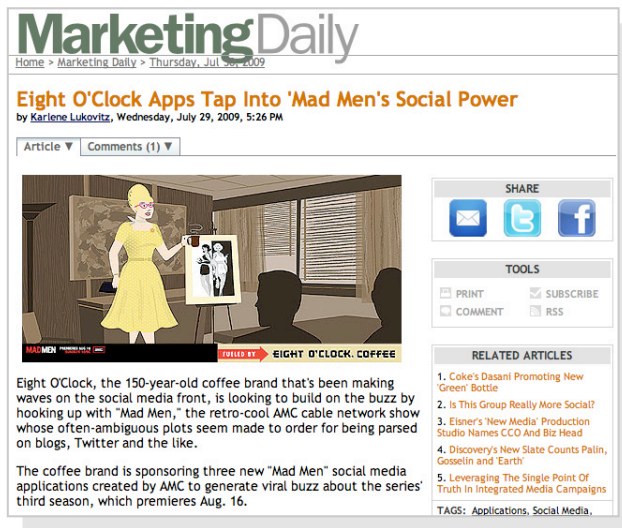 MarketingDaily
Home > Marketing Daily > Thursday, Jul 30, 2009
Eight O'Clock Apps Tap Into 'Mad Men's Social Power
by Karlene Lukovitz, Wednesday, July 29, 2009, 5:26 PM
Article ▼ Comments (1) ▼
MADMEN PREMIERES AUG 16 amc
FUELED BY EIGHT O'CLOCK COFFEE
Eight O'Clock, the 150-year-old coffee brand that's been making
waves on the social media front, is looking to build on the buzz by
hooking up with "Mad Men," the retro-cool AMC cable network show
whose often-ambiguous plots seem made to order for being parsed
on blogs, Twitter and the like.
The coffee brand is sponsoring three new "Mad Men" social media
applications created by AMC to generate viral buzz about the series'
third season, which premieres Aug. 16.
SHARE
TOOLS
PRINT SUBSCRIBE
COMMENT RSS
RELATED ARTICLES
1. Coke's Dasani Promoting New
'Green' Bottle
2. Is This Group Really More Social?
3. Eisner's 'New Media' Production
Studio Names CCO And Biz Head
4. Discovery's New Slate Counts Palin,
Gosselin and 'Earth'
5. Leveraging The Single Point Of
Truth In Integrated Media Campaigns
TAGS: Applications, Social Media,